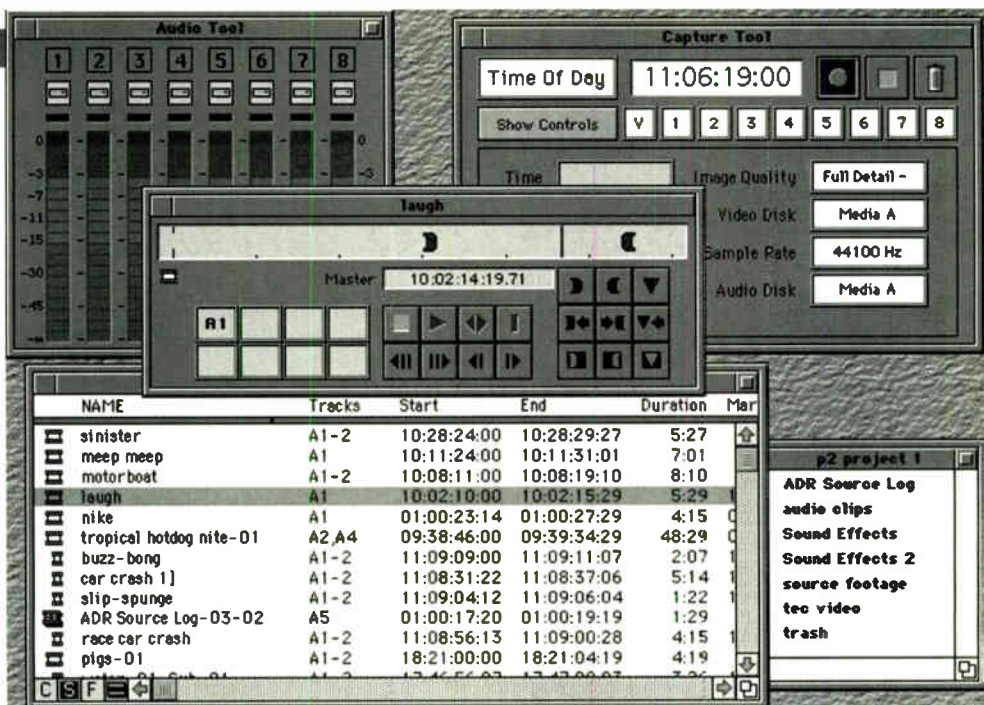 Audio Tool
1 2 3 4 5 6 7 8
0 0
-3 -3
-7
-11
-15
-30
-45
-∞
Capture Tool
Time Of Day 11:06:19:00
Show Controls V 1 2 3 4 5 6 7 8
Time Image Quality Full Detail -
Video Disk Media A
Sample Rate 44100 Hz
Audio Disk Media A
laugh
Master 10:02:14:19.71
A1
NAME Tracks Start End Duration Mar
sinister A1-2 10:28:24:00 10:28:29:27 5:27
meep meep A1 10:11:24:00 10:11:31:01 7:01
motorboat A1-2 10:08:11:00 10:08:19:10 8:10
laugh A1 10:02:10:00 10:02:15:29 5:29 1
nike A1 01:00:23:14 01:00:27:29 4:15
tropical hotdog nite-01 A2,A4 09:38:46:00 09:39:34:29 48:29
buzz-bong A1-2 11:09:09:00 11:09:11:07 2:07 1
car crash 1] A1-2 11:08:31:22 11:08:37:06 5:14 1
slip-spunge A1-2 11:09:04:12 11:09:06:04 1:22 1
ADR Source Log-03-02 A5 01:00:17:20 01:00:19:19 1:29
race car crash A1-2 11:08:56:13 11:09:00:28 4:15 1
pigs-01 A1-2 18:21:00:00 18:21:04:19 4:19
C S F
p2 project 1
ADR Source Log
audio clips
Sound Effects
Sound Effects 2
source footage
tec video
trash